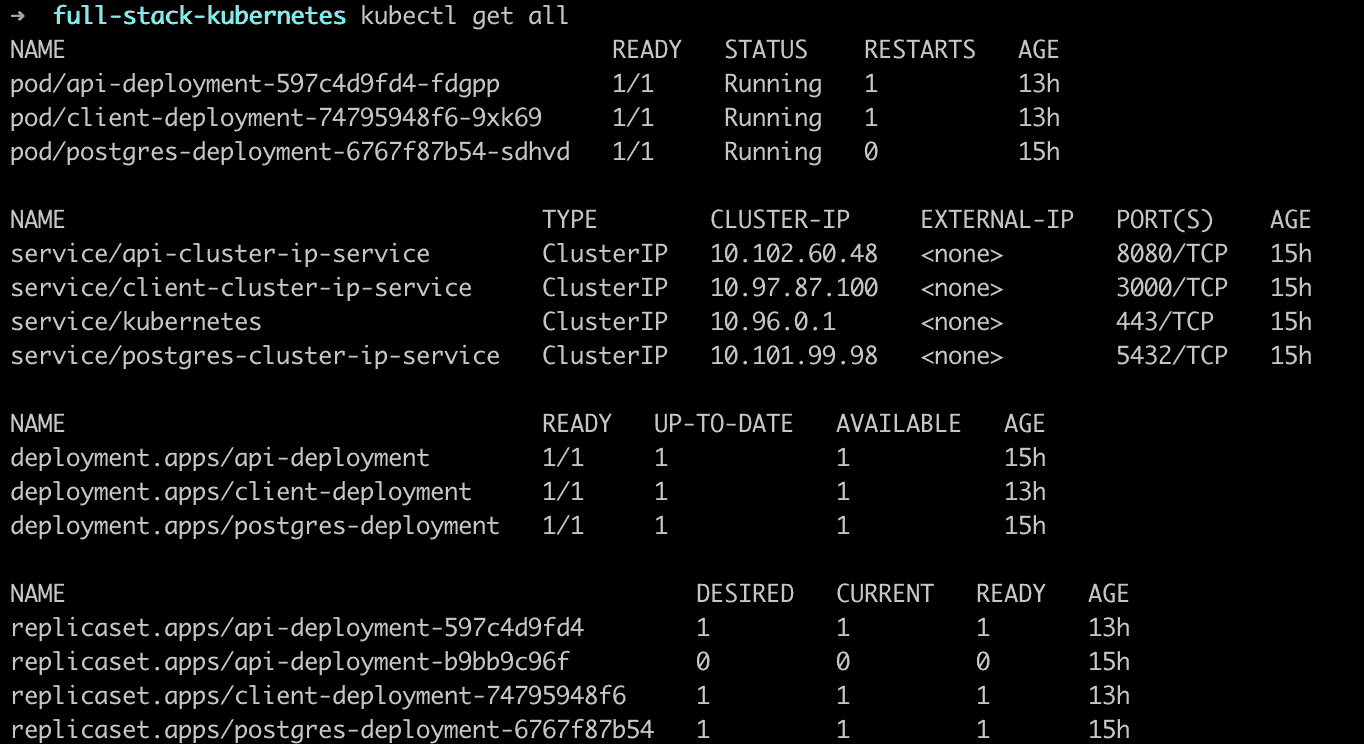 → full-stack-kubernetes kubectl get all
NAME READY STATUS RESTARTS AGE
pod/api-deployment-597c4d9fd4-fdgpp 1/1 Running 1 13h
pod/client-deployment-74795948f6-9xk69 1/1 Running 1 13h
pod/postgres-deployment-6767f87b54-sdhvd 1/1 Running 0 15h
NAME TYPE CLUSTER-IP EXTERNAL-IP PORT(S) AGE
service/api-cluster-ip-service ClusterIP 10.102.60.48 <none> 8080/TCP 15h
service/client-cluster-ip-service ClusterIP 10.97.87.100 <none> 3000/TCP 15h
service/kubernetes ClusterIP 10.96.0.1 <none> 443/TCP 15h
service/postgres-cluster-ip-service ClusterIP 10.101.99.98 <none> 5432/TCP 15h
NAME READY UP-TO-DATE AVAILABLE AGE
deployment.apps/api-deployment 1/1 1 1 15h
deployment.apps/client-deployment 1/1 1 1 13h
deployment.apps/postgres-deployment 1/1 1 1 15h
NAME DESIRED CURRENT READY AGE
replicaset.apps/api-deployment-597c4d9fd4 1 1 1 13h
replicaset.apps/api-deployment-b9bb9c96f 0 0 0 15h
replicaset.apps/client-deployment-74795948f6 1 1 1 13h
replicaset.apps/postgres-deployment-6767f87b54 1 1 1 15h